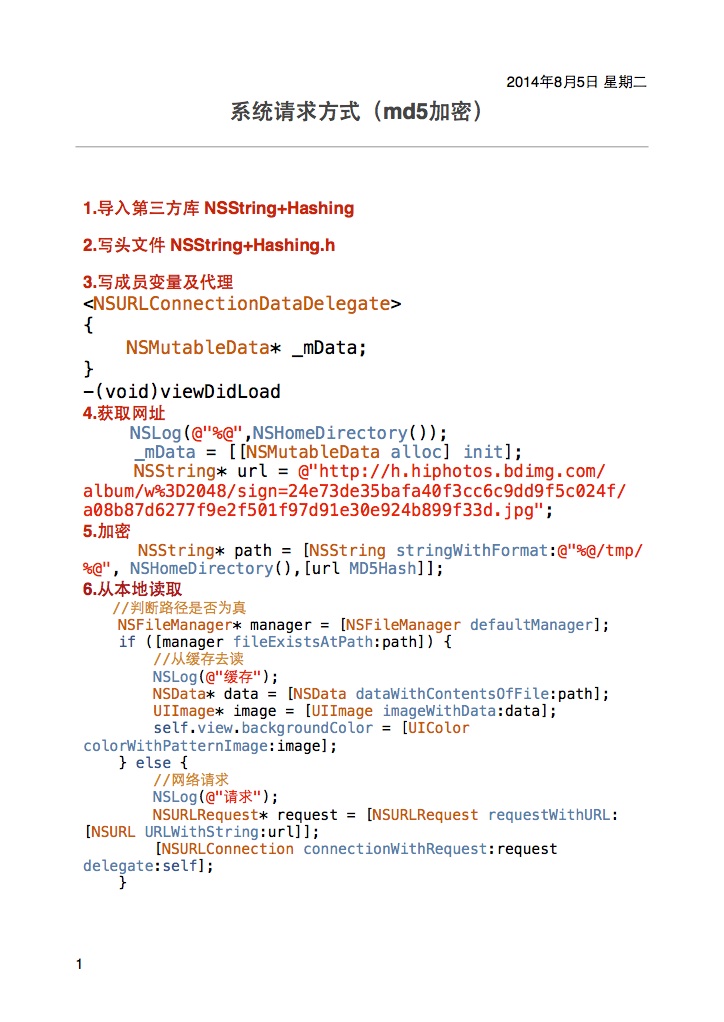 2014年8月5日 星期二
系统请求方式（md5加密）
1.导入第三方库 NSString+Hashing
2.写头文件 NSString+Hashing.h
3.写成员变量及代理
<NSURLConnectionDataDelegate>
{
    NSMutableData* _mData;
}
-(void)viewDidLoad
4.获取网址
    NSLog(@"%@",NSHomeDirectory());
    _mData = [[NSMutableData alloc] init];
    NSString* url = @"http://h.hiphotos.bdimg.com/
album/w%3D2048/sign=24e73de35bafa40f3cc6c9dd9f5c024f/
a08b87d6277f9e2f501f97d91e30e924b899f33d.jpg";
5.加密
    NSString* path = [NSString stringWithFormat:@"%@/tmp/
%@", NSHomeDirectory(),[url MD5Hash]];
6.从本地读取
    //判断路径是否为真
    NSFileManager* manager = [NSFileManager defaultManager];
    if ([manager fileExistsAtPath:path]) {
        //从缓存去读
        NSLog(@"缓存");
        NSData* data = [NSData dataWithContentsOfFile:path];
        UIImage* image = [UIImage imageWithData:data];
        self.view.backgroundColor = [UIColor
colorWithPatternImage:image];
    } else {
        //网络请求
        NSLog(@"请求");
        NSURLRequest* request = [NSURLRequest requestWithURL:
[NSURL URLWithString:url]];
        [NSURLConnection connectionWithRequest:request
delegate:self];
    }
1